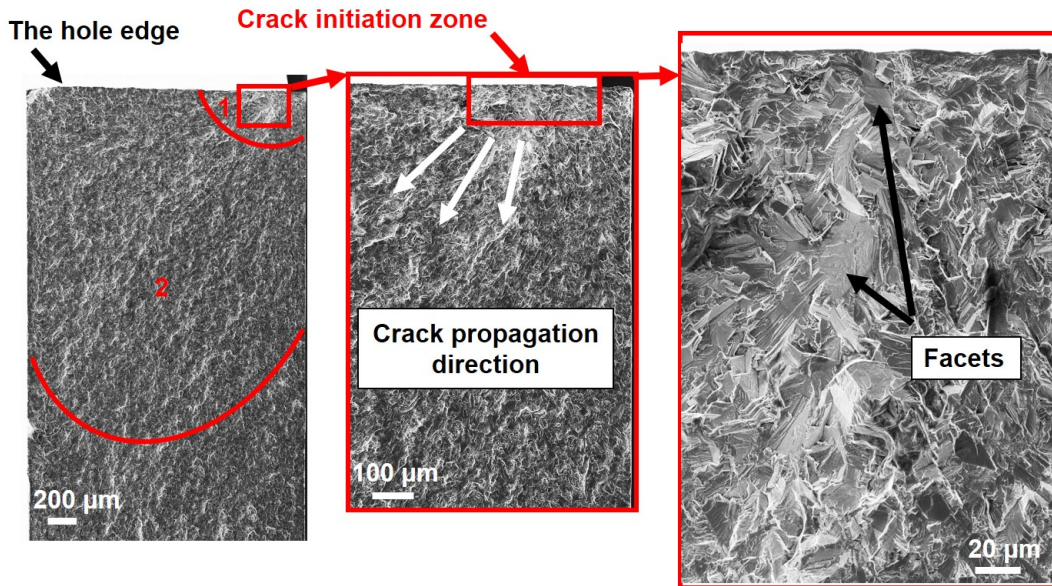 The hole edge
Crack initiation zone
1
2
200 µm
Crack propagation
direction
100 µm
Facets
20 µm